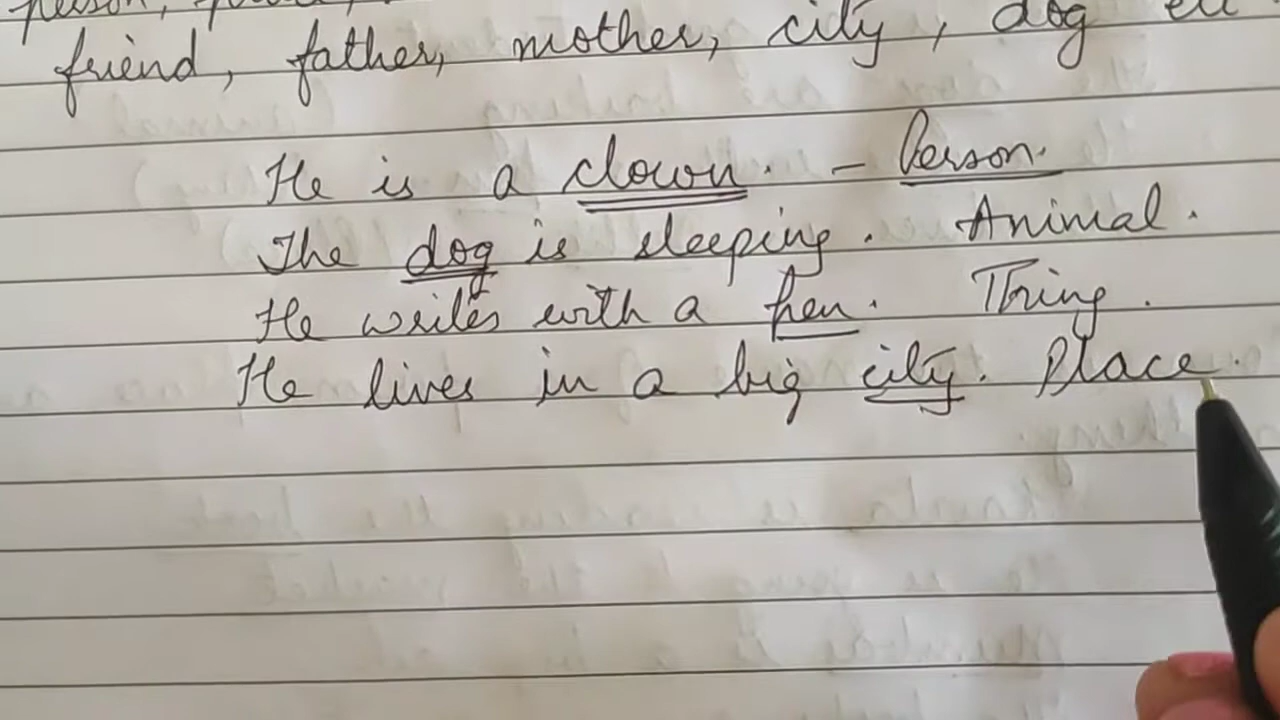 person,
friend, father, mother, city, dog etc
He is a clown. - Person.
The dog is sleeping. Animal.
He writes with a pen. Thing.
He lives in a big city. Place.